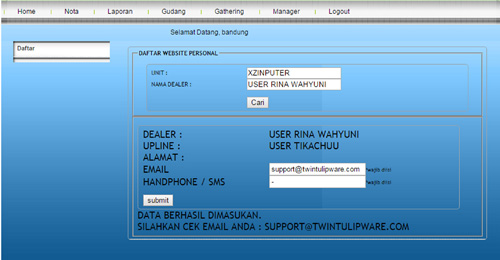 Home Nota Laporan Gudang Gathering Manager Logout
Selamat Datang, bandung
Daftar
DAFTAR WEBSITE PERSONAL
UNIT : XZINPUTER
NAMA DEALER : USER RINA WAHYUNI
Cari
DEALER : USER RINA WAHYUNI
UPLINE : USER TIKACHUU
ALAMAT :
EMAIL support@twintulipware.com *wajib diisi
HANDPHONE / SMS - *wajib diisi
submit
DATA BERHASIL DIMASUKAN.
SILAHKAN CEK EMAIL ANDA : SUPPORT@TWINTULIPWARE.COM